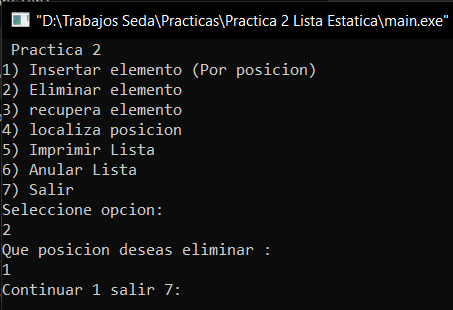 "D:\Trabajos Seda\Practicas\Practica 2 Lista Estatica\main.exe"
Practica 2
1) Insertar elemento (Por posicion)
2) Eliminar elemento
3) recupera elemento
4) localiza posicion
5) Imprimir Lista
6) Anular Lista
7) Salir
Seleccione opcion:
2
Que posicion deseas eliminar :
1
Continuar 1 salir 7: